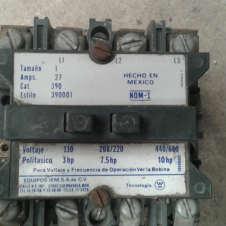 L1 L2 L3
Tamaño 1
Amps. 27
Cat. 390
Estilo 390001
HECHO EN
MEXICO
NOM-I
Voltaje 110 208/220 440/600
Polifasico 3hp 7.5hp 10hp
Para Voltaje y Frecuencia de Operación Ver la Bobina
EQUIPOS IEM, S.A. de C.V.
Tecnología W